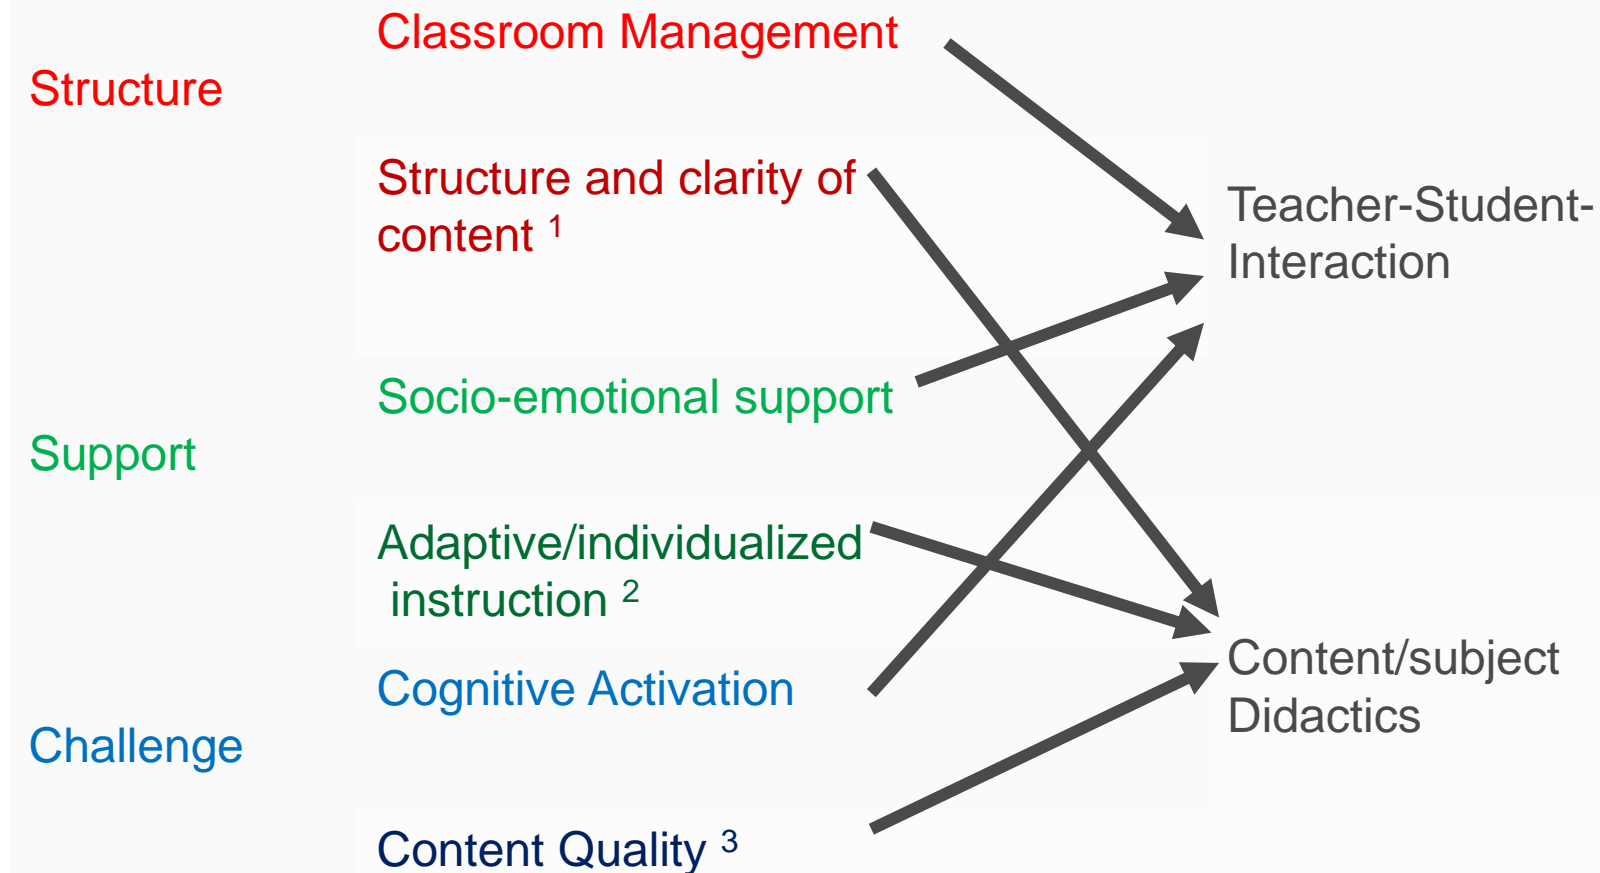 Classroom Management
Structure
Structure and clarity of
content ¹
Teacher-Student-
Interaction
Socio-emotional support
Support
Adaptive/individualized
instruction ²
Cognitive Activation
Content/subject
Didactics
Challenge
Content Quality ³